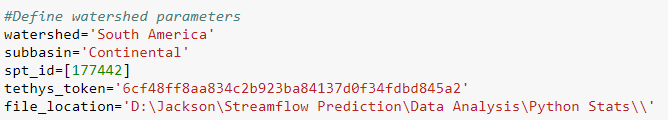 #Define watershed parameters
watershed='South America'
subbasin='Continental'
spt_id=[177442]
tethys_token='6cf48ff8aa834c2b923ba84137d0f34fdbd845a2'
file_location='D:\Jackson\Streamflow Prediction\Data Analysis\Python Stats\\'